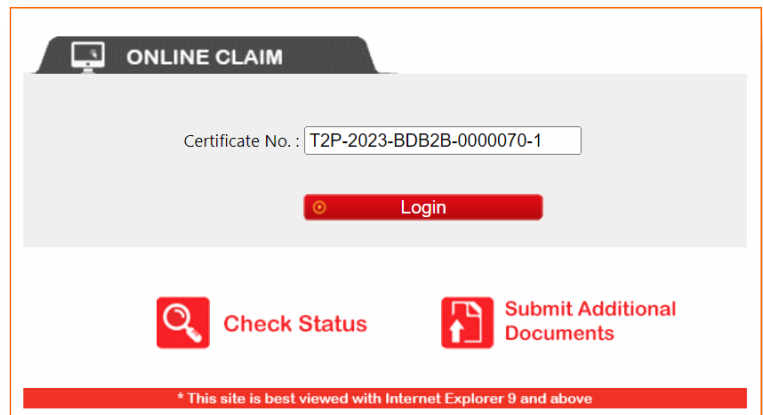 ONLINE CLAIM
Certificate No. : T2P-2023-BDB2B-0000070-1
Login
Check Status
Submit Additional
Documents
* This site is best viewed with Internet Explorer 9 and above